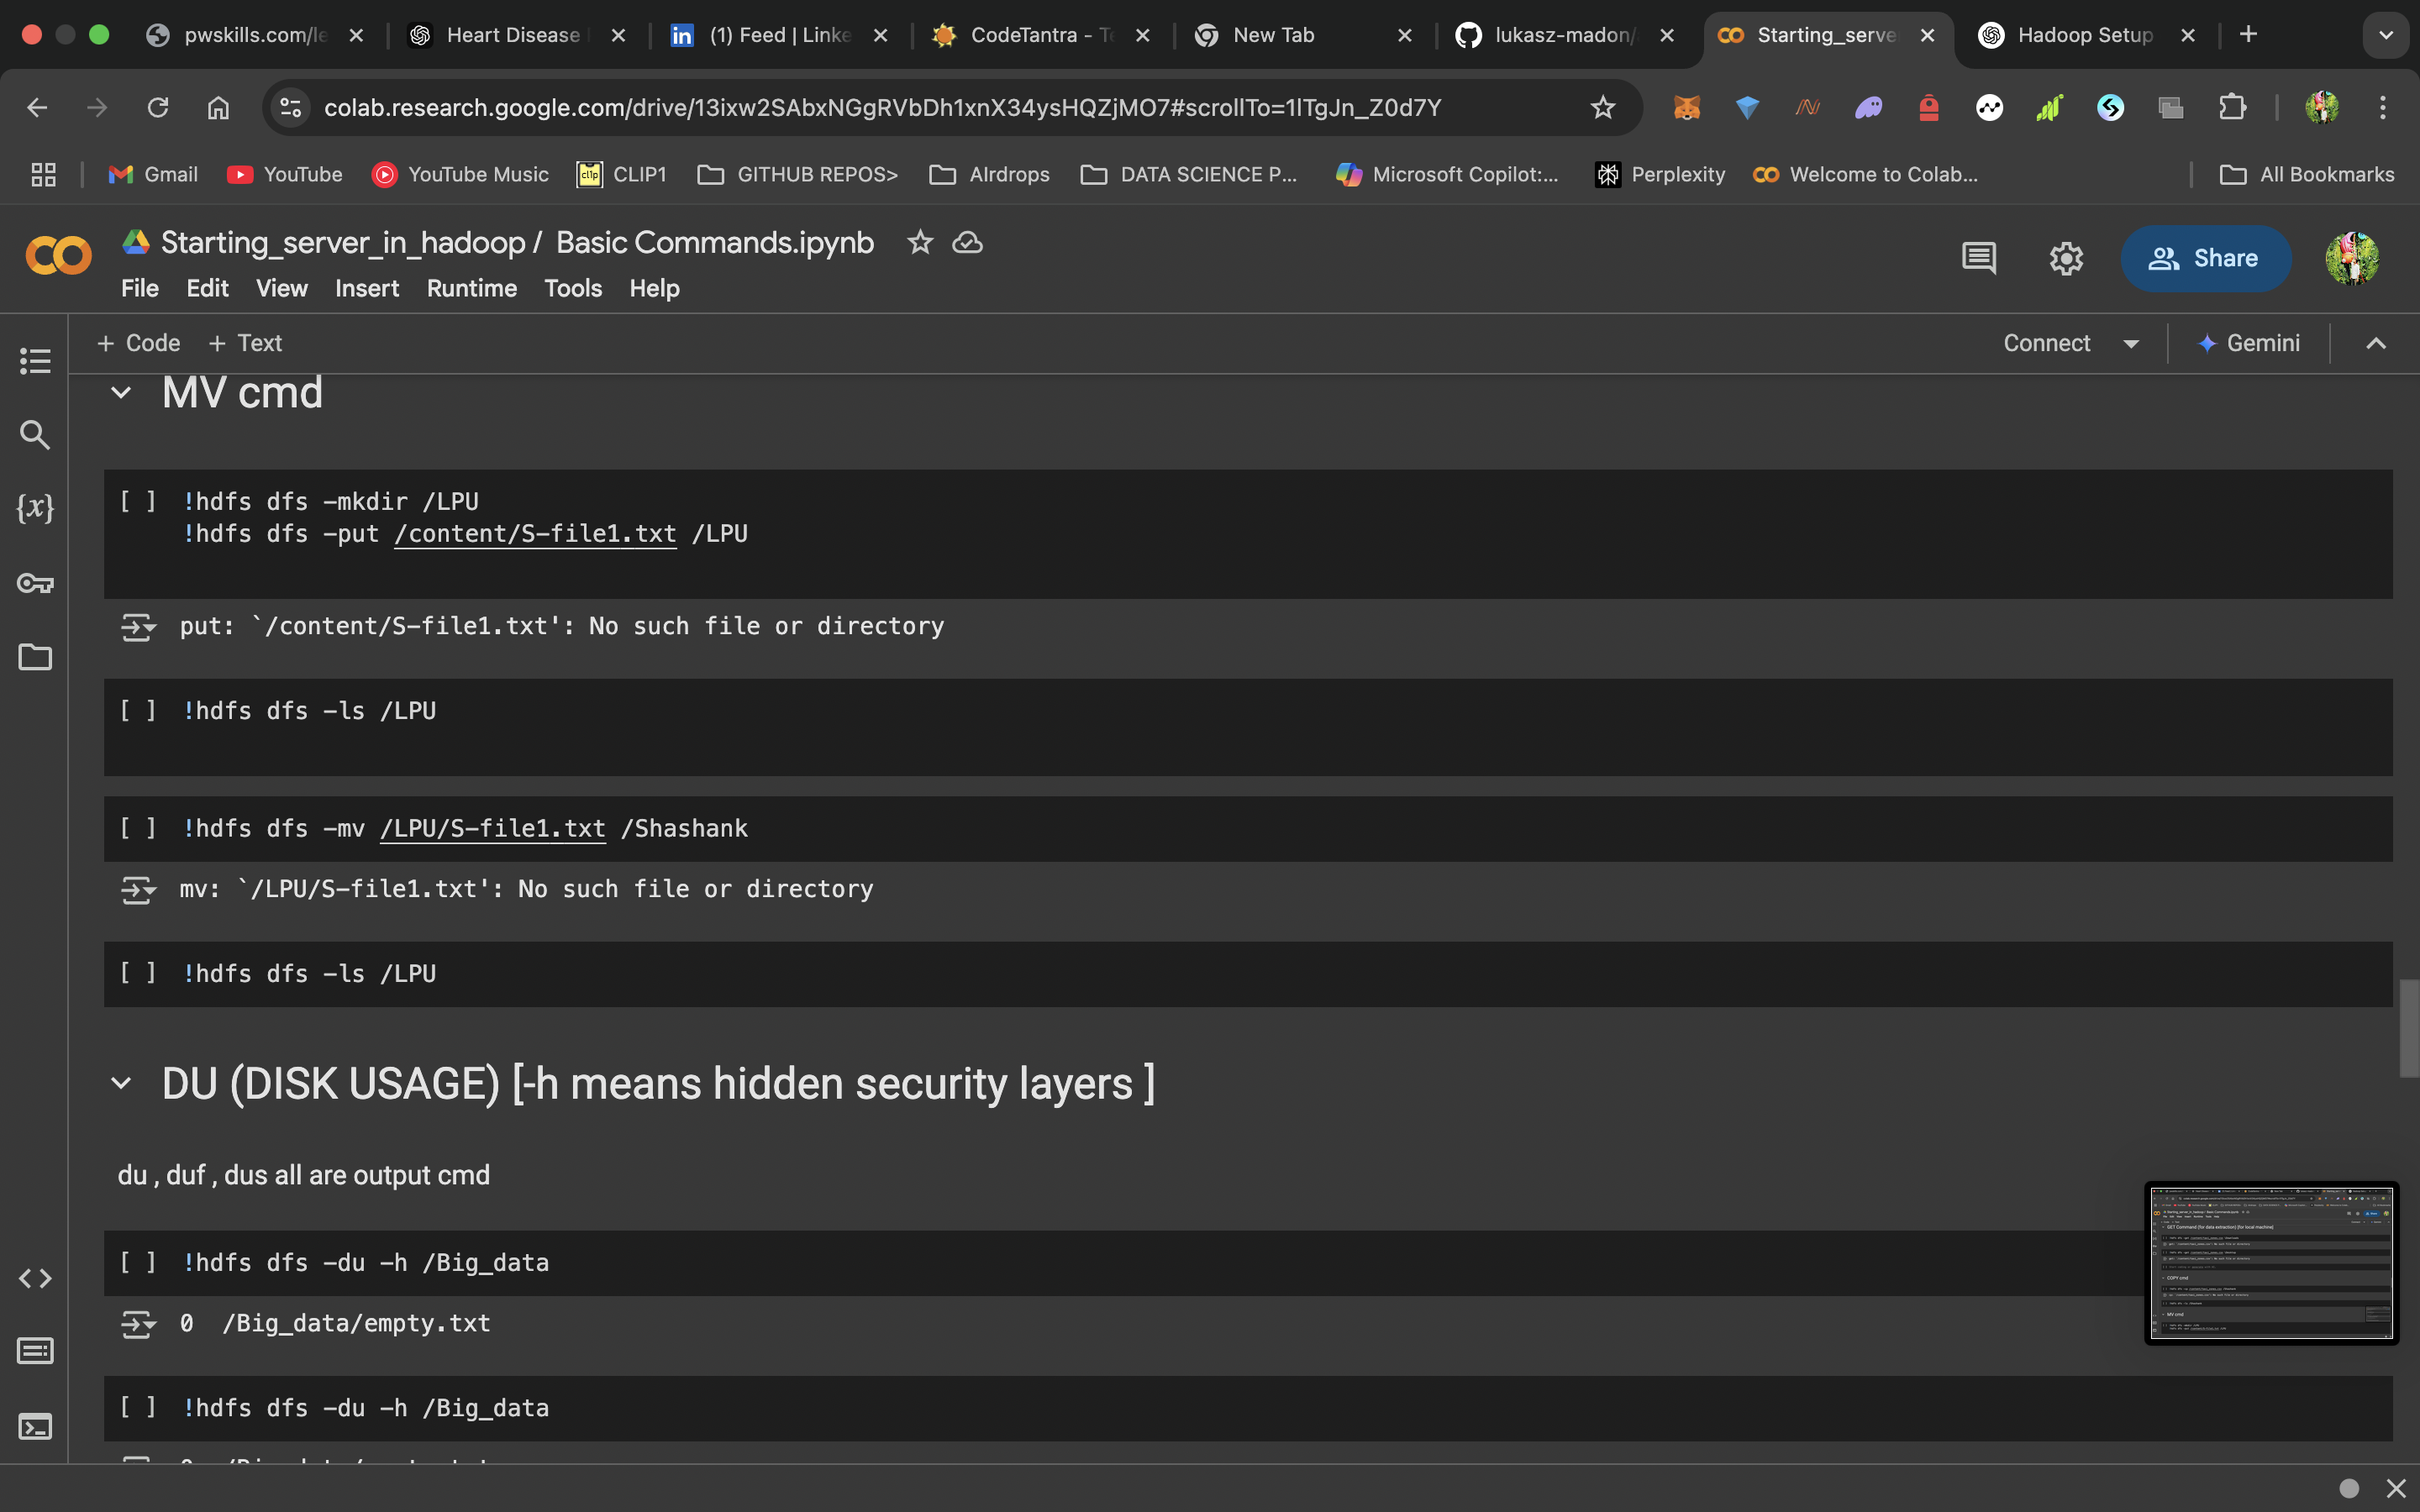 pwskills.com/le
Heart Disease
(1) Feed | Linke
CodeTantra - Te
New Tab
lukasz-madon/
Starting_serve
Hadoop Setup
colab.research.google.com/drive/13ixw2SAbxNGgRVbDh1xnX34ysHQZjMO7#scrollTo=1lTgJn_Z0d7Y
Gmail YouTube YouTube Music CLIP1 GITHUB REPOS> AIrdrops DATA SCIENCE P... Microsoft Copilot:... Perplexity Welcome to Colab... All Bookmarks
Starting_server_in_hadoop / Basic Commands.ipynb
Share
File Edit View Insert Runtime Tools Help
+ Code + Text
Connect
Gemini
MV cmd
[ ] !hdfs dfs -mkdir /LPU
!hdfs dfs -put /content/S-file1.txt /LPU
put: `/content/S-file1.txt': No such file or directory
[ ] !hdfs dfs -ls /LPU
[ ] !hdfs dfs -mv /LPU/S-file1.txt /Shashank
mv: `/LPU/S-file1.txt': No such file or directory
[ ] !hdfs dfs -ls /LPU
DU (DISK USAGE) [-h means hidden security layers ]
du , duf , dus all are output cmd
[ ] !hdfs dfs -du -h /Big_data
0 /Big_data/empty.txt
[ ] !hdfs dfs -du -h /Big_data